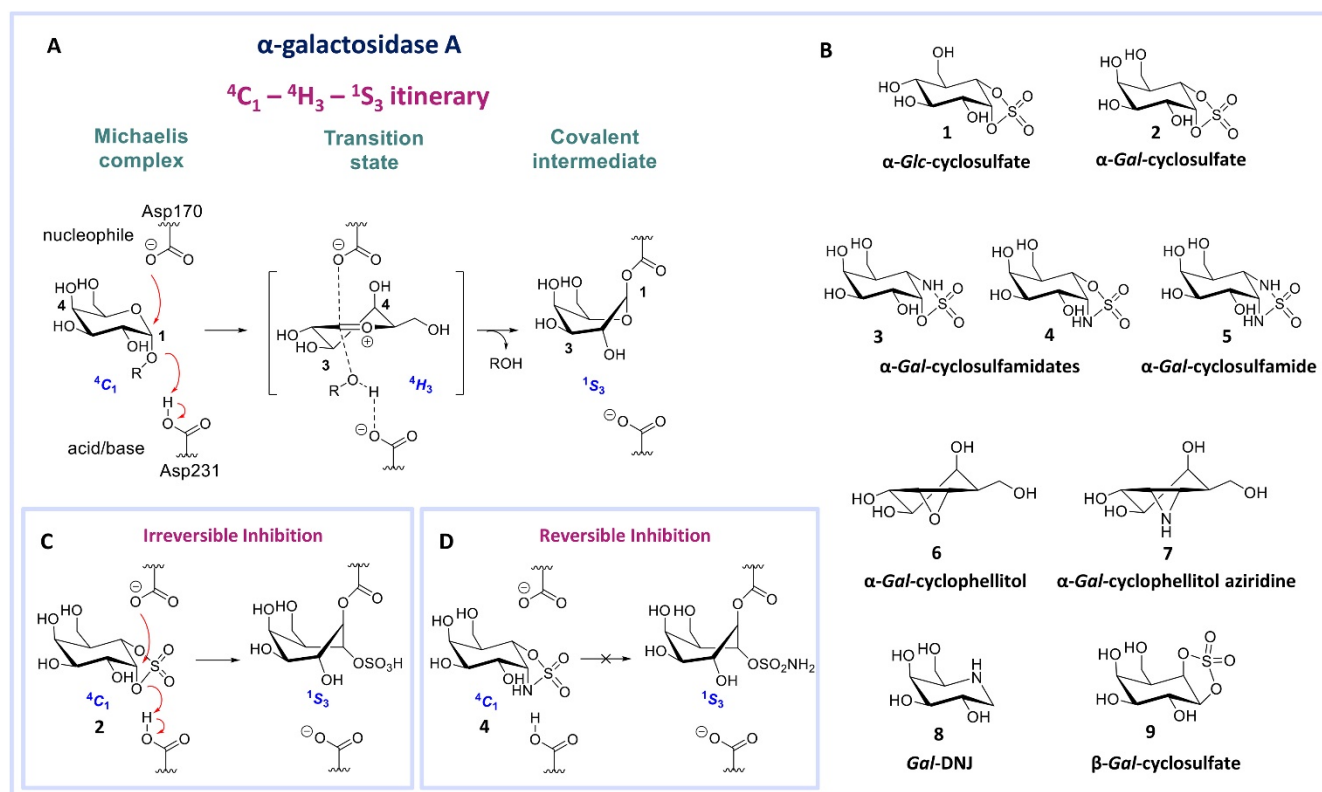 A
α-galactosidase A
⁴C₁ – ⁴H₃ – ¹S₃ itinerary
Michaelis complex
Transition state
Covalent intermediate
Asp170
nucleophile
⊖
O
O
HO
HO
4
O
HO
OH
1
O
R
⁴C₁
H
O
O
acid/base
Asp231
⊖
O
O
OH
4
HO
O
⊕
OH
HO
3
R
O
H
⁴H₃
⊖
O
O
ROH
O
O
1
HO
HO
HO
O
3
OH
¹S₃
⊖
O
O
B
OH
HO
HO
OH
O
O
S
O
O
1
α-Glc-cyclosulfate
HO
OH
HO
OH
O
O
S
O
O
2
α-Gal-cyclosulfate
HO
HO
HO
OH
NH
O
S
O
O
3
HO
HO
HO
OH
O
O
S
O
HN
4
α-Gal-cyclosulfamidates
HO
HO
HO
OH
NH
O
S
O
HN
5
α-Gal-cyclosulfamide
OH
HO
HO
OH
O
6
α-Gal-cyclophellitol
OH
HO
HO
OH
N
H
7
α-Gal-cyclophellitol aziridine
HO
HO
H
N
HO
OH
8
Gal-DNJ
HO
HO
O
O
S
O
O
HO
OH
9
β-Gal-cyclosulfate
C
Irreversible Inhibition
⊖
O
O
HO
HO
HO
OH
O
O
S
O
O
⁴C₁
2
H
O
O
O
O
HO
HO
HO
OSO₃H
OH
¹S₃
⊖
O
O
D
Reversible Inhibition
⊖
O
O
HO
HO
HO
OH
O
O
S
O
HN
⁴C₁
4
H
O
O
O
O
HO
HO
HO
OSO₂NH₂
OH
¹S₃
⊖
O
O